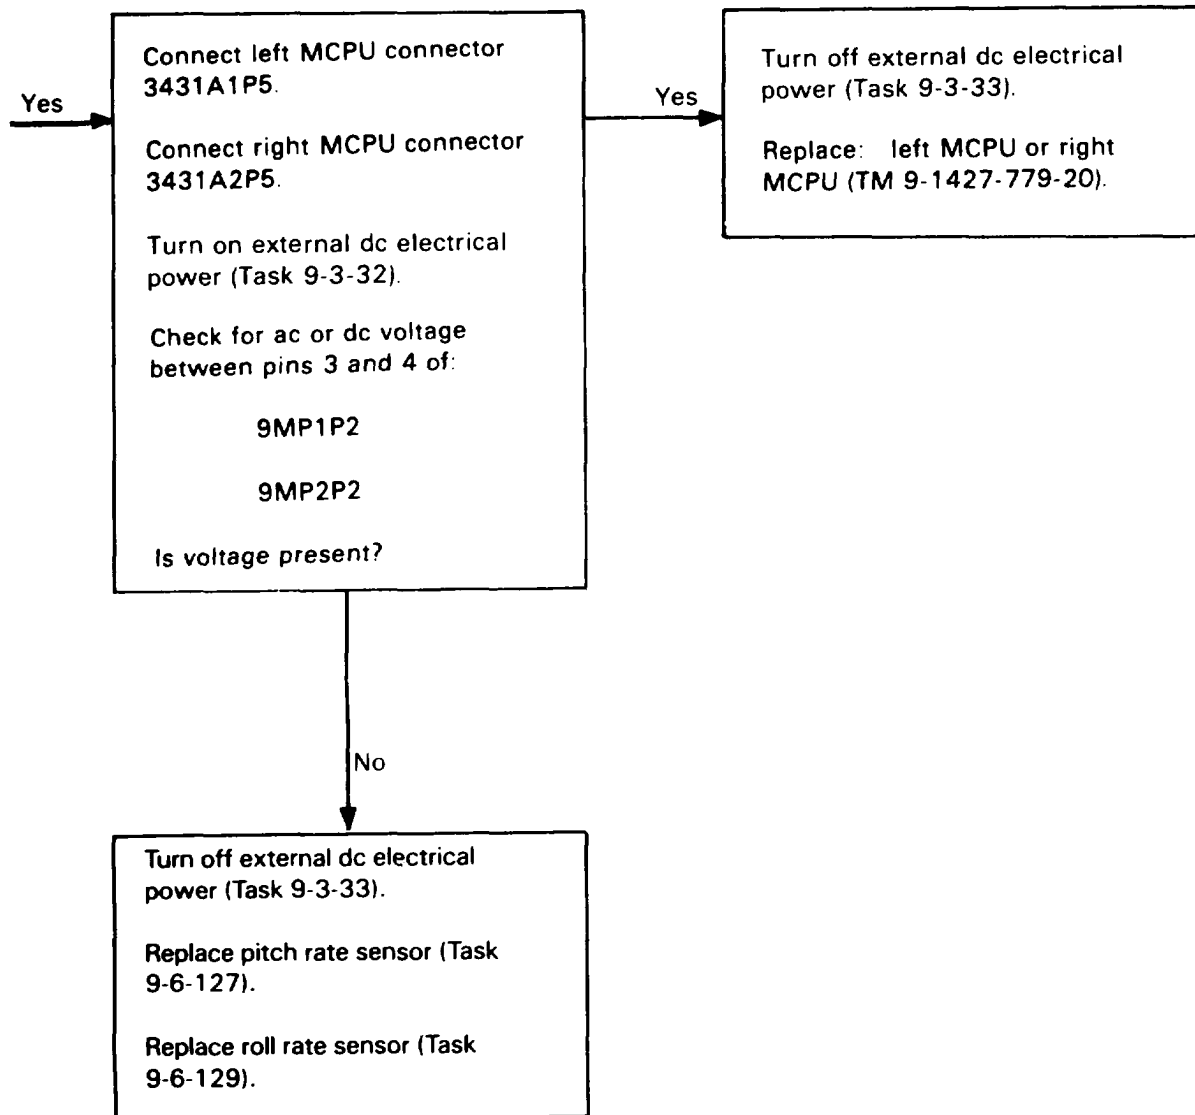 Yes
Connect left MCPU connector
3431A1P5.
Connect right MCPU connector
3431A2P5.
Turn on external dc electrical
power (Task 9-3-32).
Check for ac or dc voltage
between pins 3 and 4 of:
9MP1P2
9MP2P2
Is voltage present?
Yes
Turn off external dc electrical
power (Task 9-3-33).
Replace: left MCPU or right
MCPU (TM 9-1427-779-20).
No
Turn off external dc electrical
power (Task 9-3-33).
Replace pitch rate sensor (Task
9-6-127).
Replace roll rate sensor (Task
9-6-129).